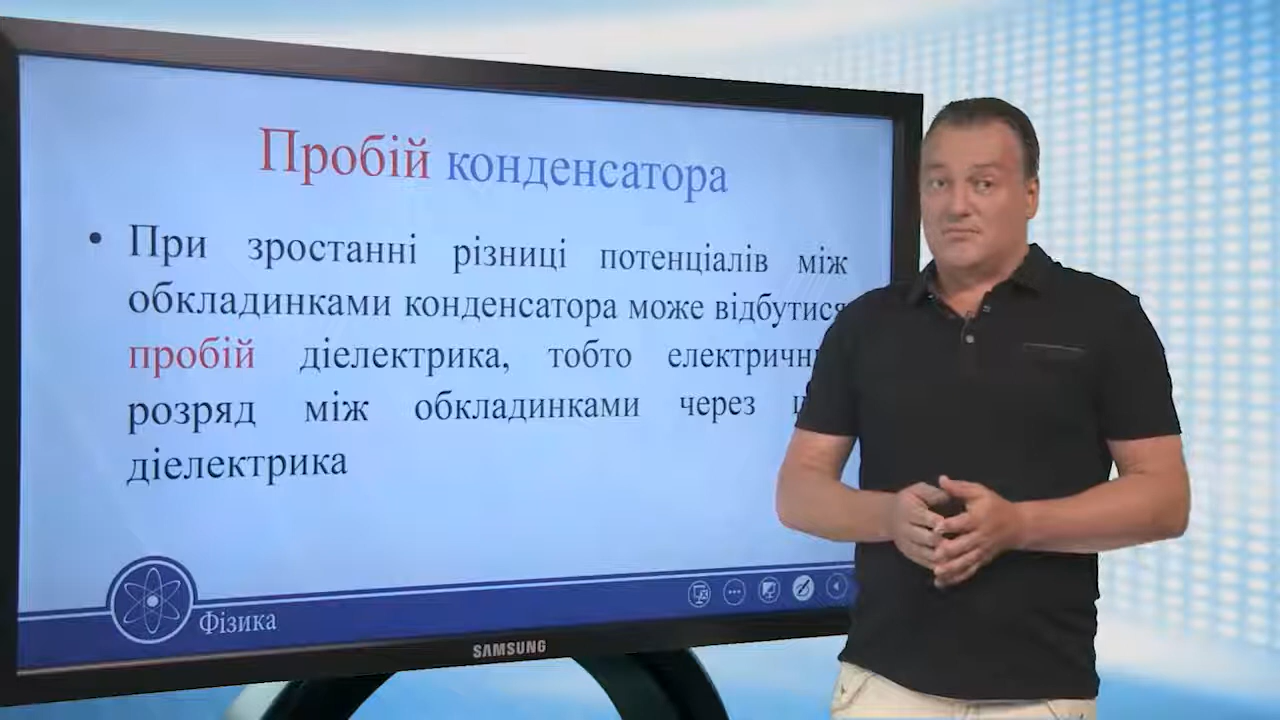 Пробій конденсатора
• При зростанні різниці потенціалів між
обкладинками конденсатора може відбутися
пробій діелектрика, тобто
розряд між обкладинками через
діелектрика
Фізика
SAMSUNG